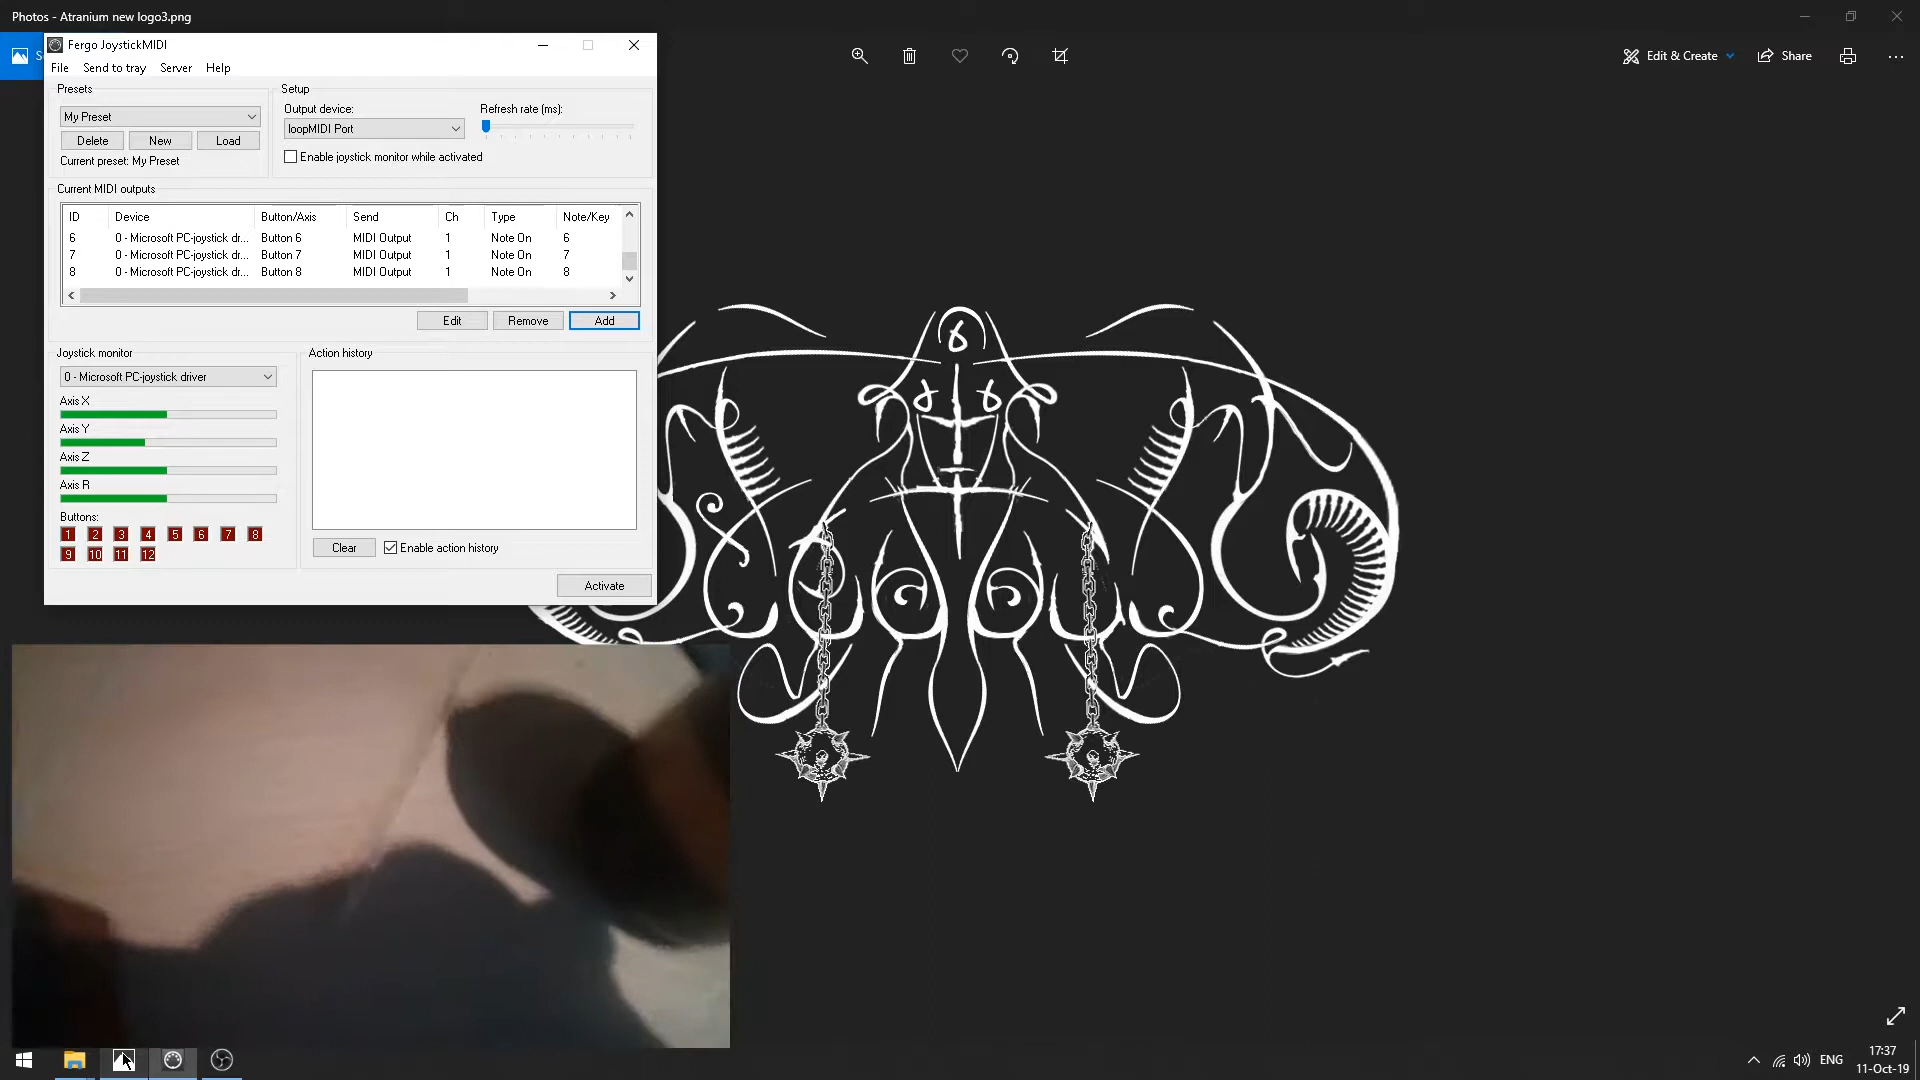 Photos - Atranium new logo3.png
Fergo JoystickMIDI
File Send to tray Server Help
Presets
My Preset
Delete New Load
Current preset: My Preset
Setup
Output device:
loopMIDI Port
Refresh rate (ms):
Enable joystick monitor while activated
Edit & Create
Share
Current MIDI outputs
ID Device Button/Axis Send Ch Type Note/Key
6 0 - Microsoft PC-joystick dr... Button 6 MIDI Output 1 Note On 6
7 0 - Microsoft PC-joystick dr... Button 7 MIDI Output 1 Note On 7
8 0 - Microsoft PC-joystick dr... Button 8 MIDI Output 1 Note On 8
Edit Remove Add
Joystick monitor
0 - Microsoft PC-joystick driver
Axis X
Axis Y
Axis Z
Axis R
Buttons:
1 2 3 4 5 6 7 8
9 10 11 12
Action history
Clear
Enable action history
Activate
ENG
17:37
11-Oct-19